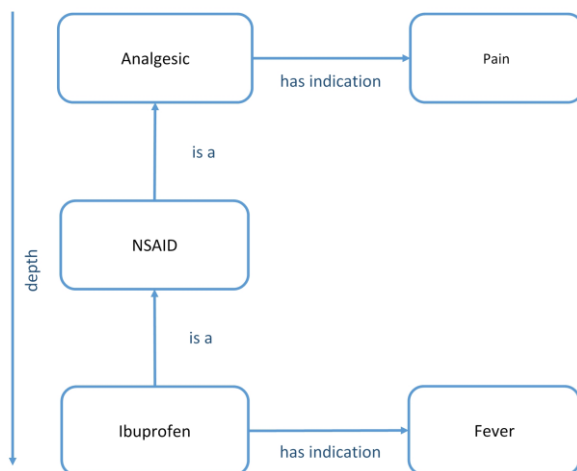 Analgesic
Pain
has indication
is a
NSAID
depth
is a
Ibuprofen
Fever
has indication